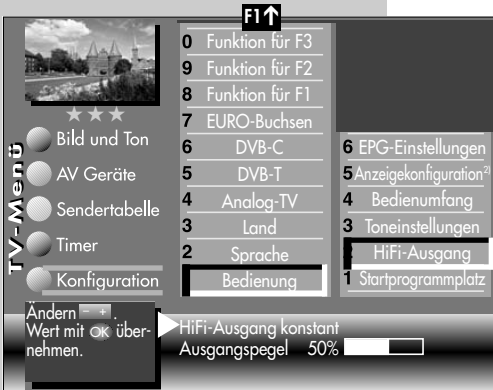 F1↑
TV-Menü
Bild und Ton
AV Geräte
Sendertabelle
Timer
Konfiguration
0 Funktion für F3
9 Funktion für F2
8 Funktion für F1
7 EURO-Buchsen
6 DVB-C
5 DVB-T
4 Analog-TV
3 Land
2 Sprache
Bedienung
6 EPG-Einstellungen
5 Anzeigekonfiguration 2)
4 Bedienumfang
3 Toneinstellungen
HiFi-Ausgang
1 Startprogrammplatz
Ändern - + .
Wert mit OK über-
nehmen.
HiFi-Ausgang konstant
Ausgangspegel 50%